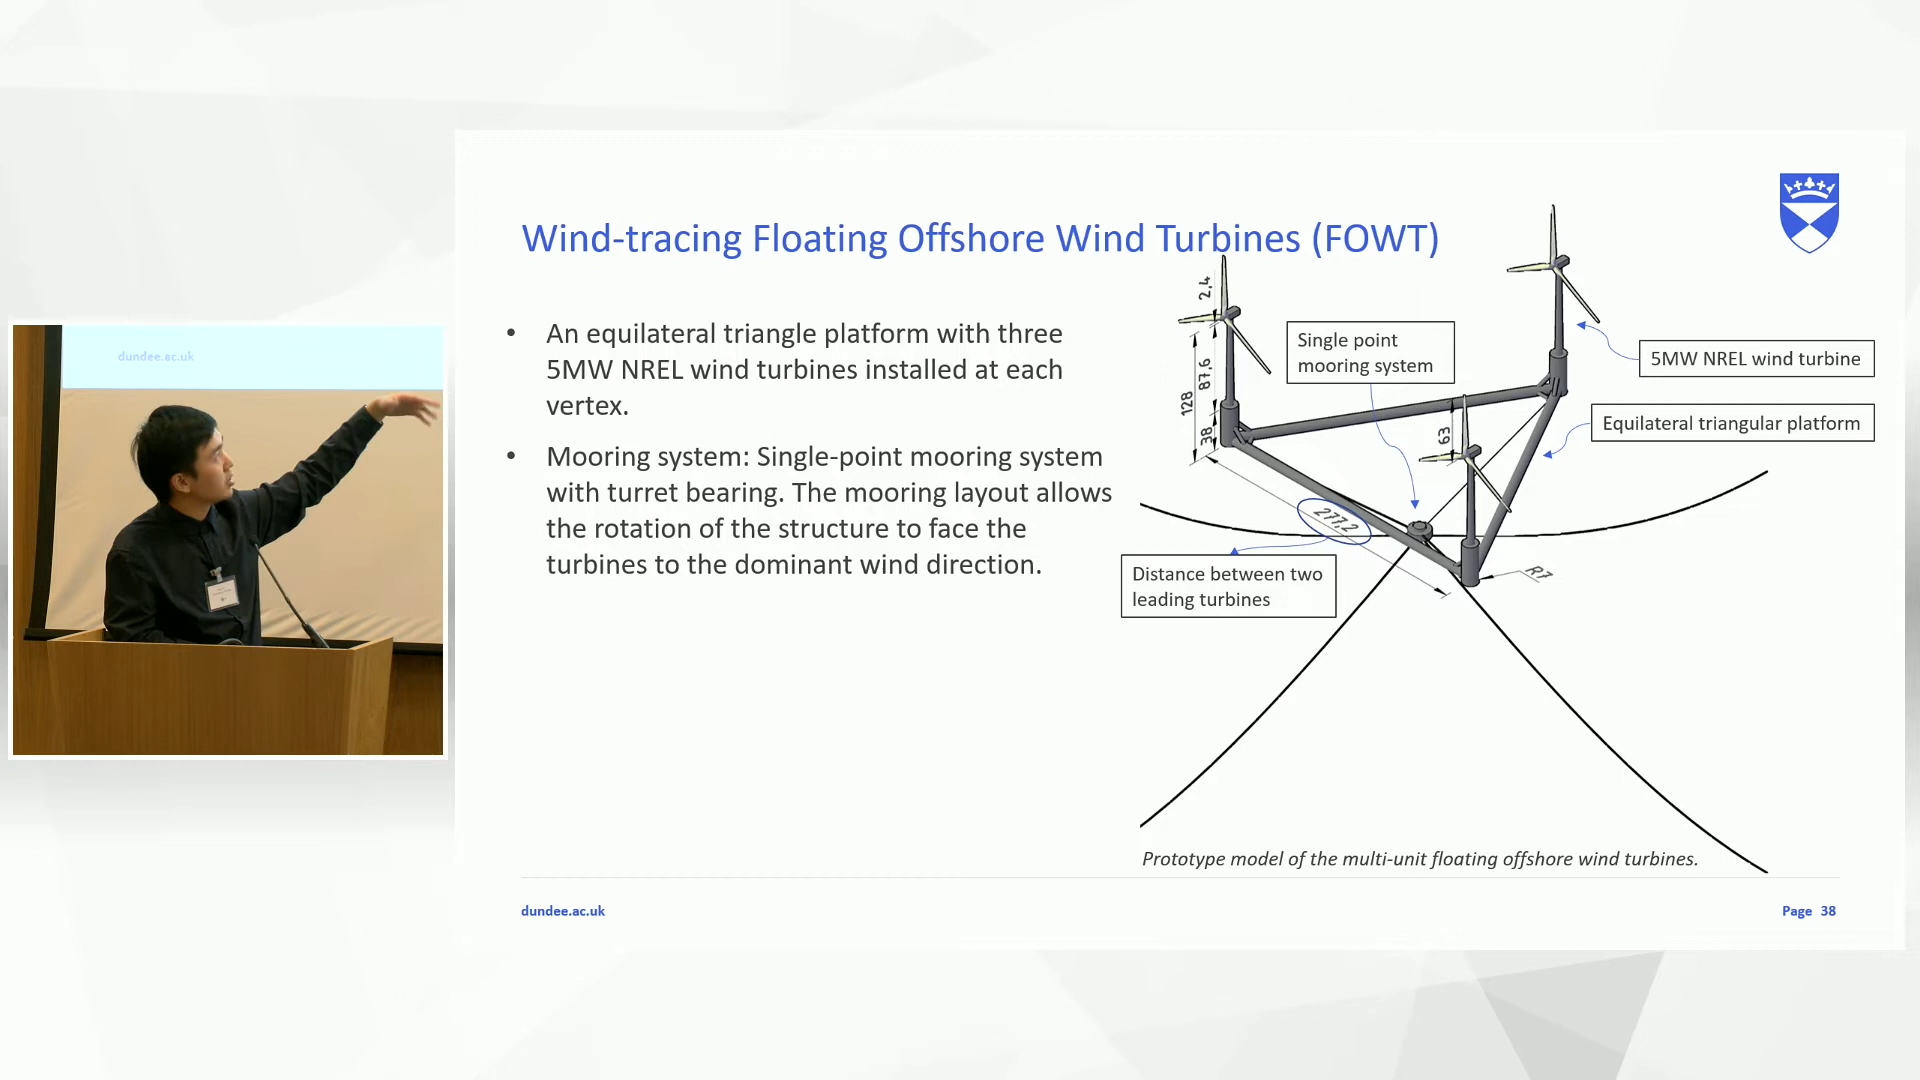 dundee.ac.uk
Wind-tracing Floating Offshore Wind Turbines (FOWT)
• An equilateral triangle platform with three
5MW NREL wind turbines installed at each
vertex.
• Mooring system: Single-point mooring system
with turret bearing. The mooring layout allows
the rotation of the structure to face the
turbines to the dominant wind direction.
2,4
87,6
128
38
Single point
mooring system
5MW NREL wind turbine
Equilateral triangular platform
63
277,2
R7
Distance between two
leading turbines
Prototype model of the multi-unit floating offshore wind turbines.
dundee.ac.uk
Page 38